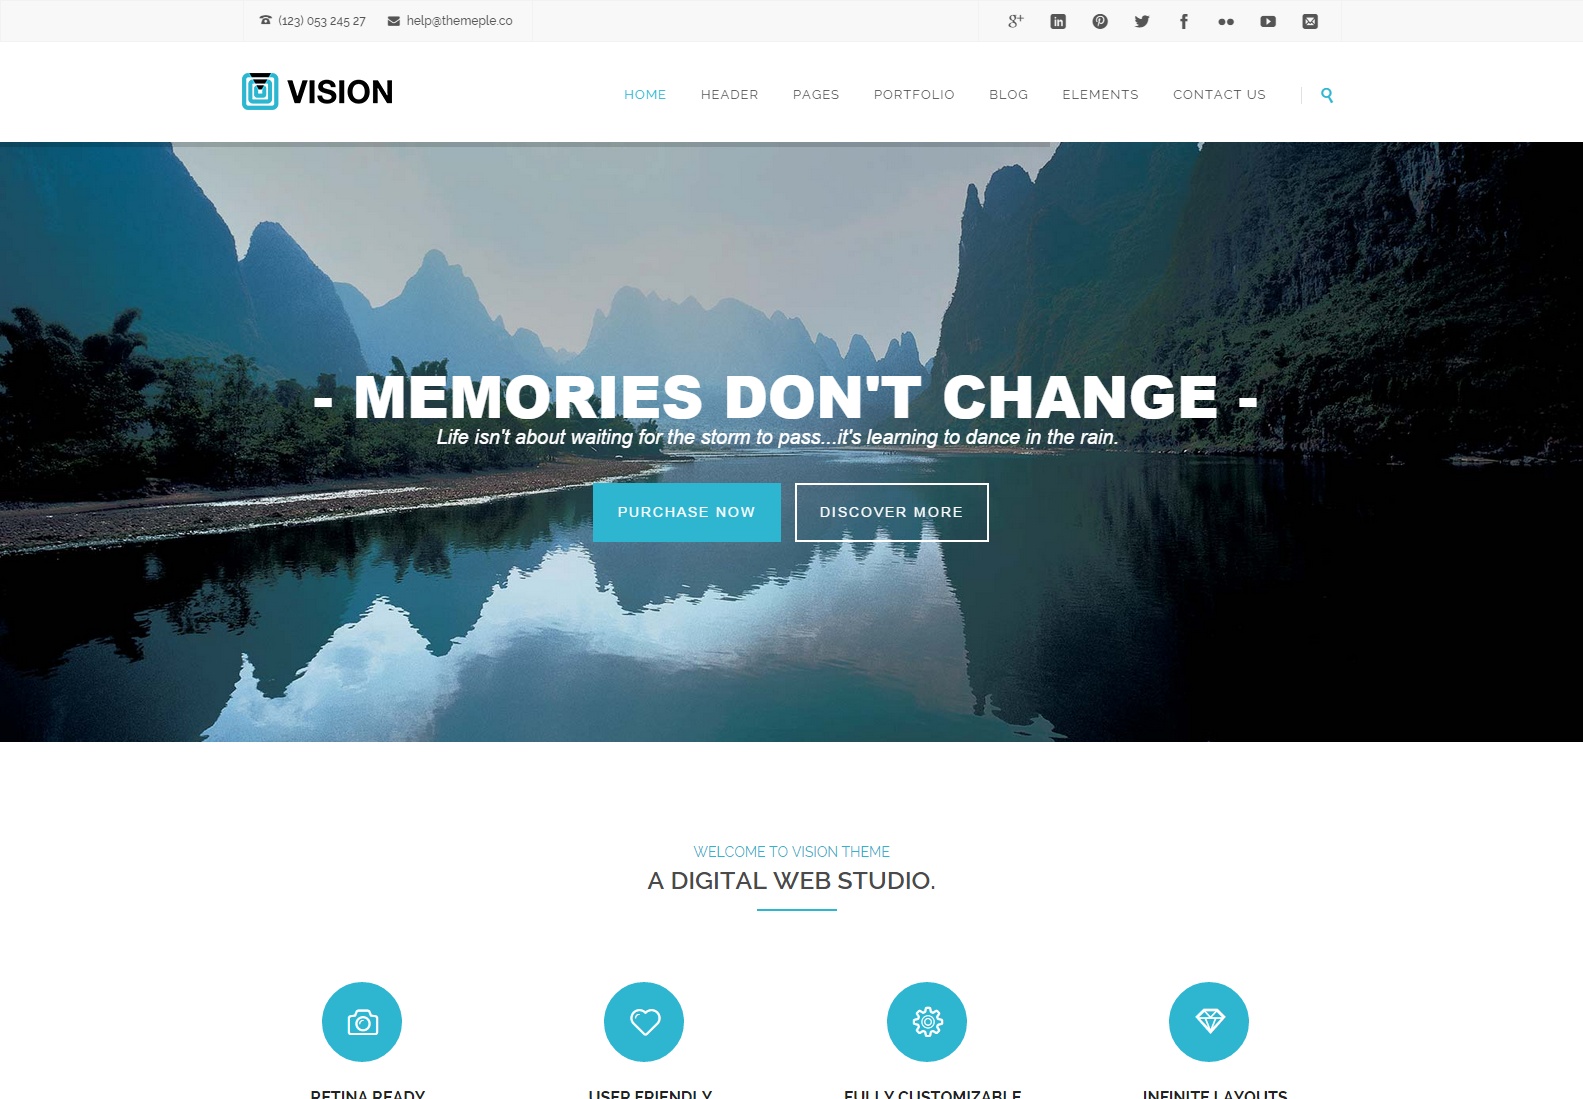 (123) 053 245 27 help@themeple.co
VISION
HOME HEADER PAGES PORTFOLIO BLOG ELEMENTS CONTACT US
- MEMORIES DON'T CHANGE -
Life isn't about waiting for the storm to pass...it's learning to dance in the rain.
PURCHASE NOW DISCOVER MORE
WELCOME TO VISION THEME
A DIGITAL WEB STUDIO.
RETINA READY USER FRIENDLY FULLY CUSTOMIZABLE INFINITE LAYOUTS